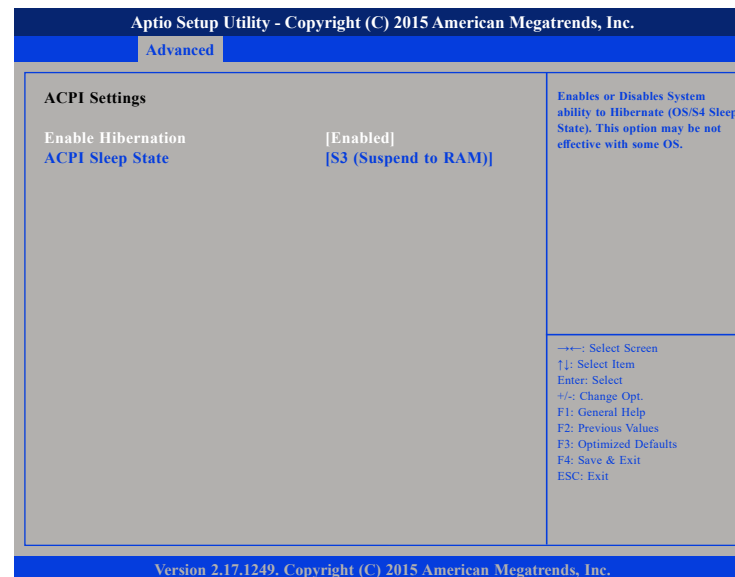 Aptio Setup Utility - Copyright (C) 2015 American Megatrends, Inc.
Advanced
ACPI Settings
Enable Hibernation [Enabled]
ACPI Sleep State [S3 (Suspend to RAM)]
Enables or Disables System
ability to Hibernate (OS/S4 Sleep
State). This option may be not
effective with some OS.
→←: Select Screen
↑↓: Select Item
Enter: Select
+/-: Change Opt.
F1: General Help
F2: Previous Values
F3: Optimized Defaults
F4: Save & Exit
ESC: Exit
Version 2.17.1249. Copyright (C) 2015 American Megatrends, Inc.